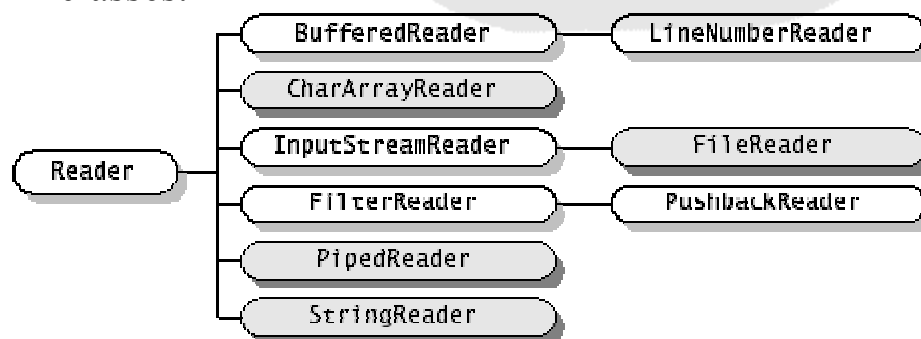 BufferedReader
LineNumberReader
CharArrayReader
InputStreamReader
FileReader
Reader
FilterReader
PushbackReader
PipedReader
StringReader